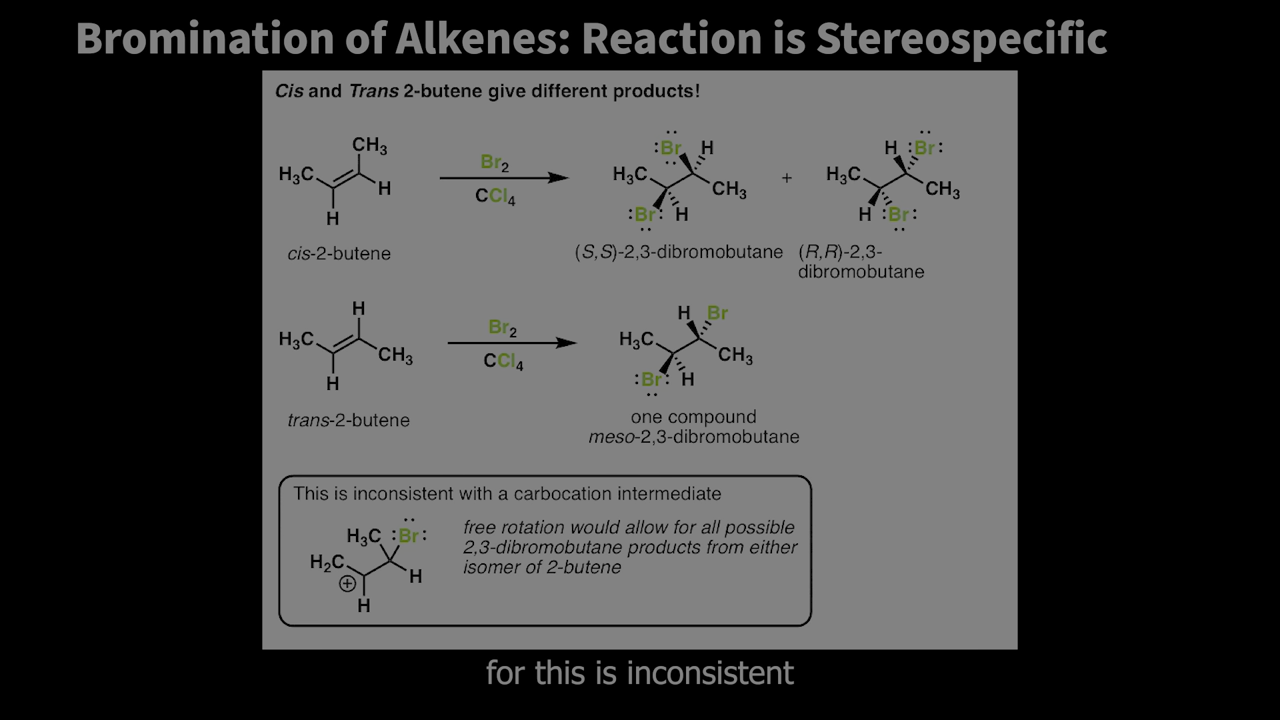 Bromination of Alkenes: Reaction is Stereospecific
Cis and Trans 2-butene give different products!
CH3
H3C
H
H
cis-2-butene
Br2
CCl4
:Br H
H3C
CH3
:Br: H
(S,S)-2,3-dibromobutane
+
H :Br:
H3C
CH3
H :Br:
(R,R)-2,3-
dibromobutane
H
H3C
CH3
H
trans-2-butene
Br2
CCl4
H Br
H3C
CH3
:Br: H
one compound
meso-2,3-dibromobutane
This is inconsistent with a carbocation intermediate
H3C :Br:
H2C
H
+
H
free rotation would allow for all possible
2,3-dibromobutane products from either
isomer of 2-butene
for this is inconsistent